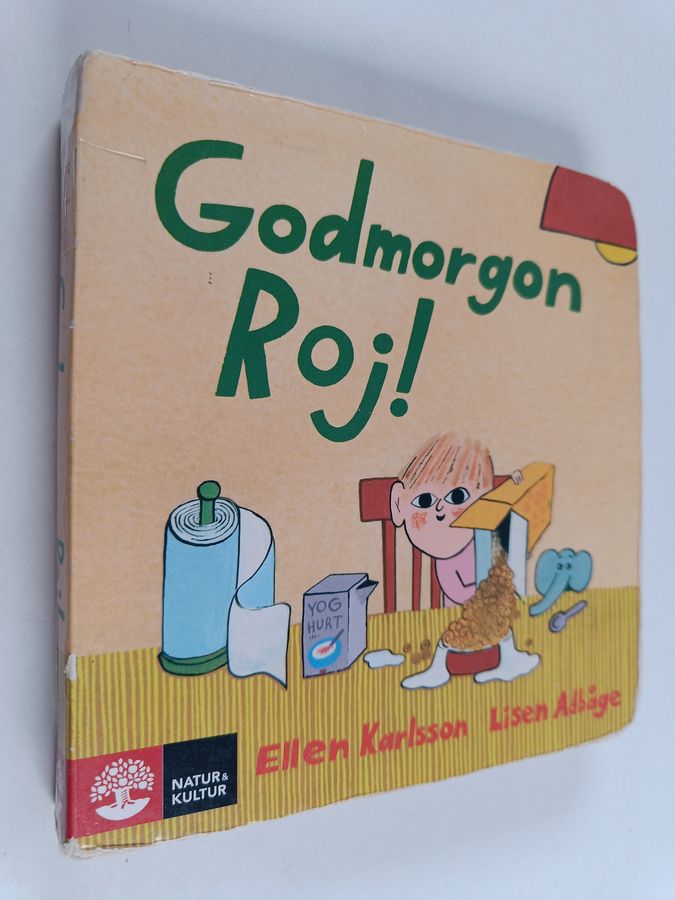 Godmorgon
Roj!
YOG
HURT
Ellen Karlsson Lisen Adbåge
NATUR &
KULTUR